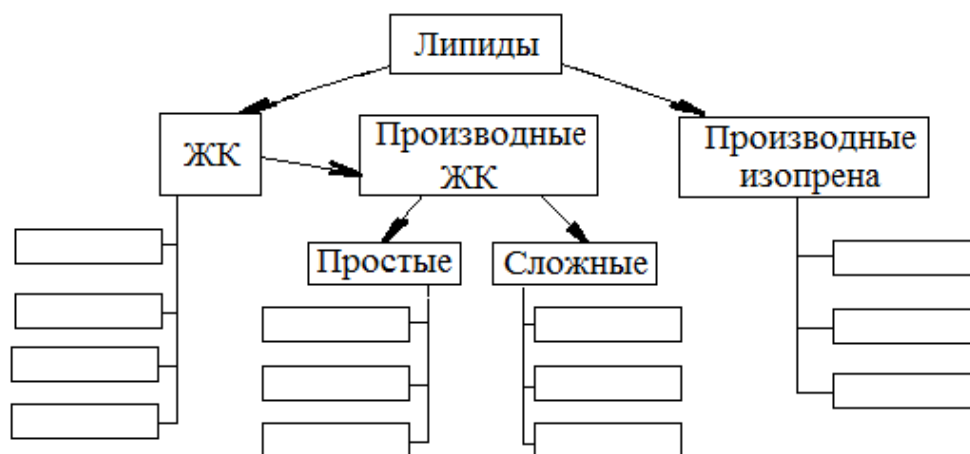 Липиды
ЖК
Производные
ЖК
Производные
изопрена
Простые
Сложные